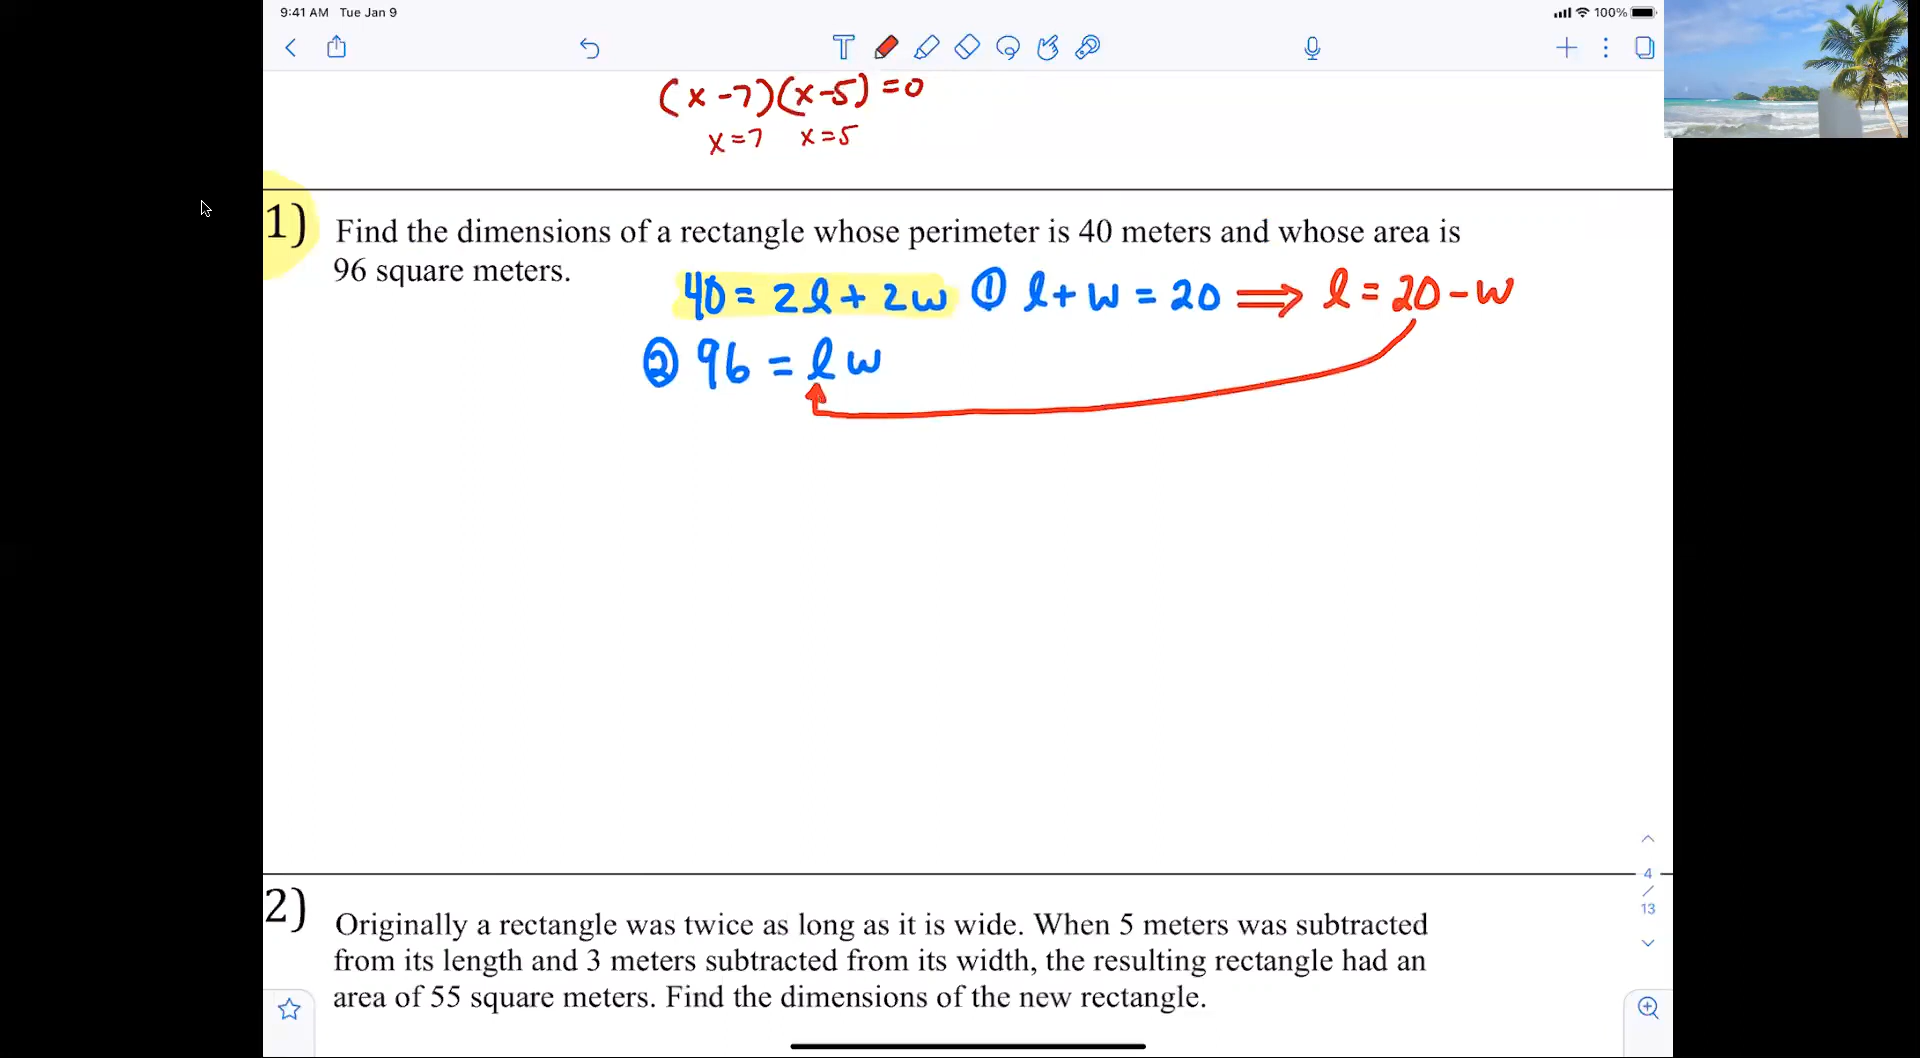 9:41 AM Tue Jan 9
100%
T
(x-7)(x-5)=0
x=7 x=5
1)
Find the dimensions of a rectangle whose perimeter is 40 meters and whose area is
96 square meters.
40 = 2l + 2w ① l + w = 20 ⟹ l = 20 - w
② 96 = l w
4
/
13
2)
Originally a rectangle was twice as long as it is wide. When 5 meters was subtracted
from its length and 3 meters subtracted from its width, the resulting rectangle had an
area of 55 square meters. Find the dimensions of the new rectangle.